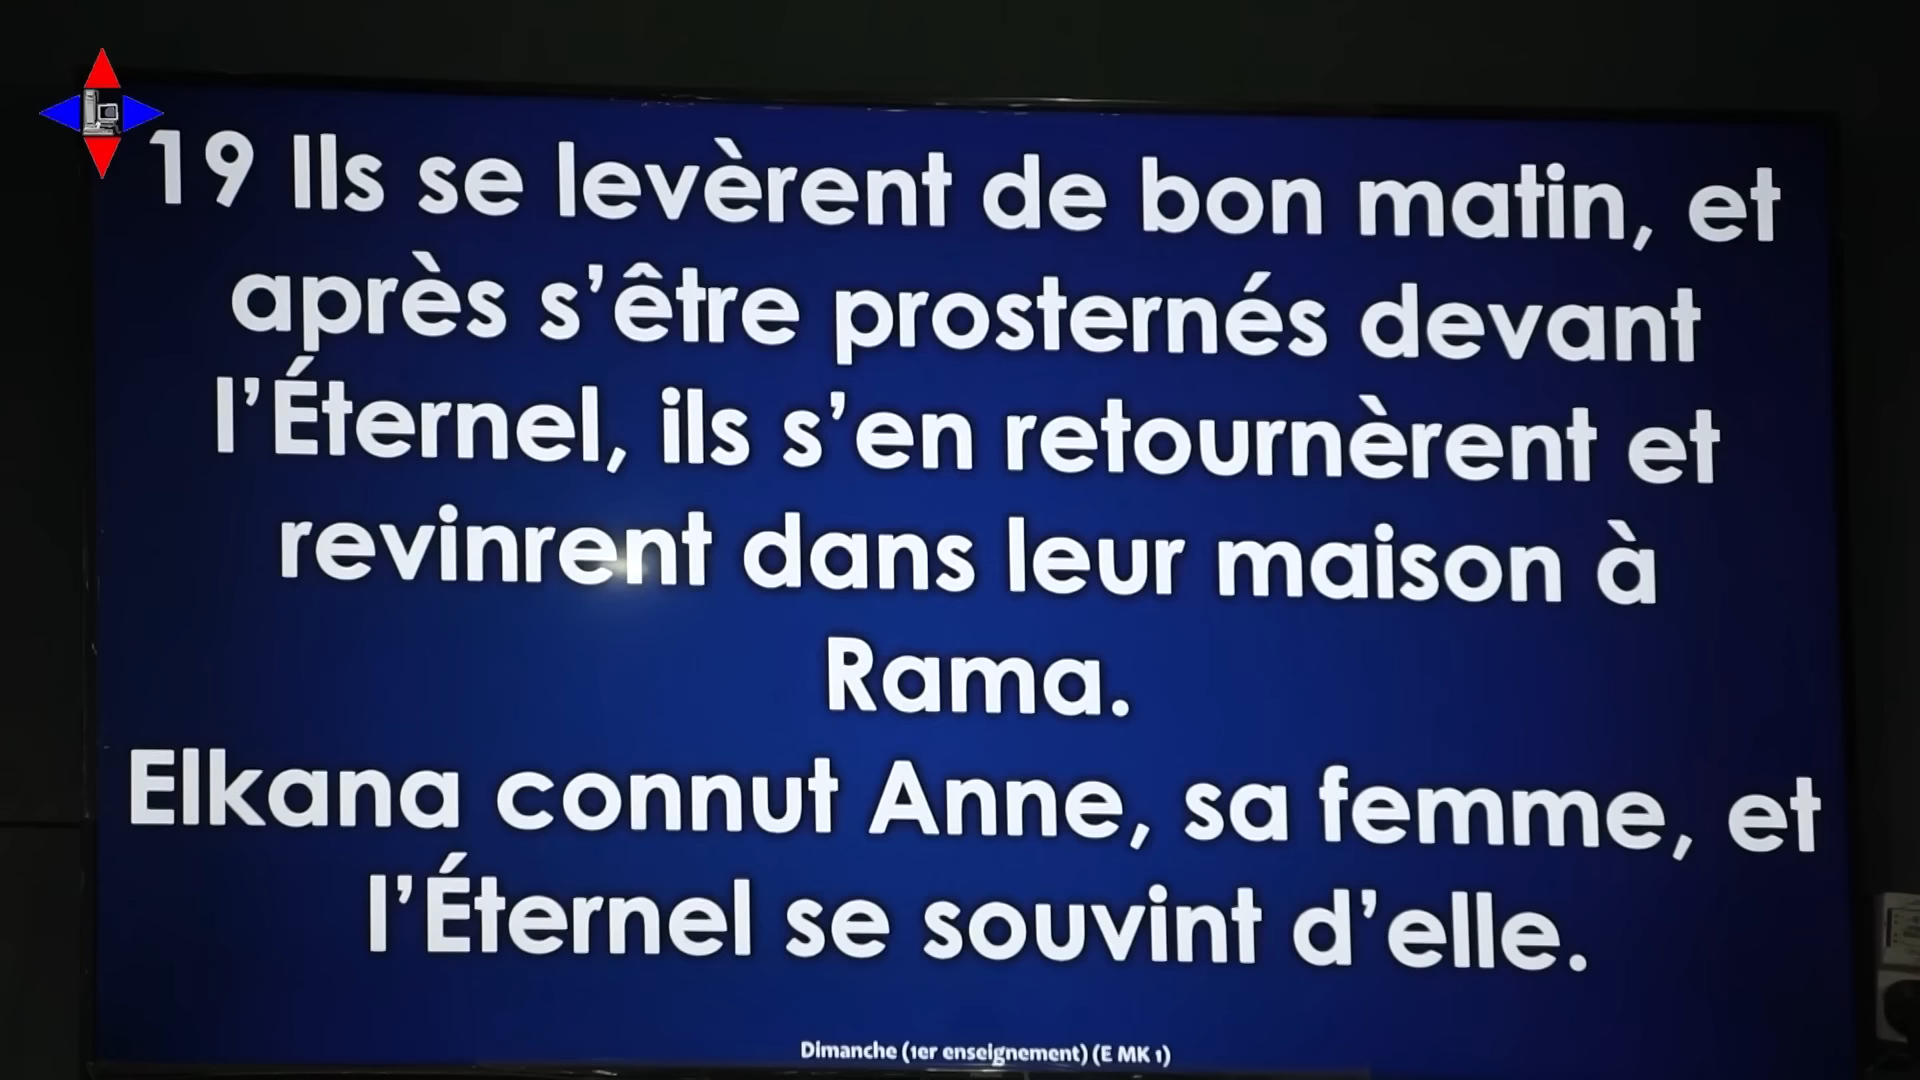 19 Ils se levèrent de bon matin, et
après s’être prosternés devant
l’Éternel, ils s’en retournèrent et
revinrent dans leur maison à
Rama.
Elkana connut Anne, sa femme, et
l’Éternel se souvint d’elle.
Dimanche (1er enseignement) (E MK 1)